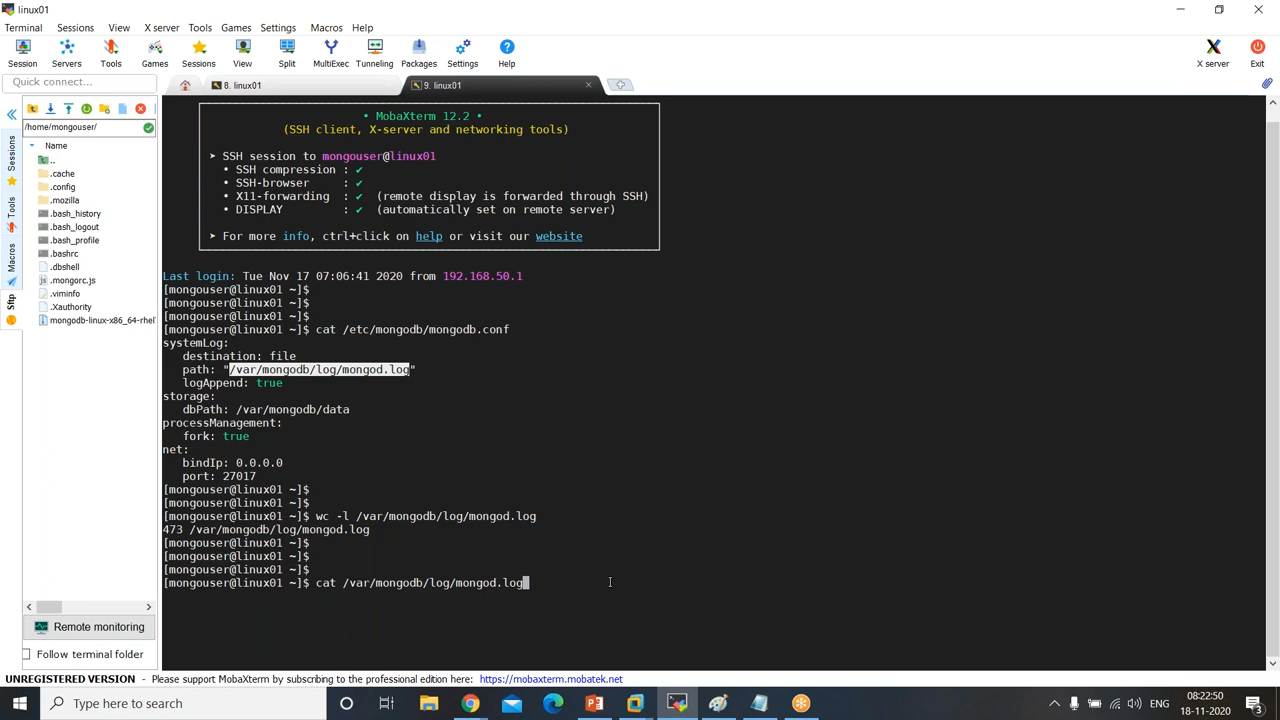 linux01
Terminal Sessions View X server Tools Games Settings Macros Help
Session Servers Tools Games Sessions View Split MultiExec Tunneling Packages Settings Help X server Exit
Quick connect...
8. linux01
9. linux01
/home/mongouser/
Name
..
.cache
.config
.mozilla
.bash_history
.bash_logout
.bash_profile
.bashrc
.dbshell
.mongorc.js
.viminfo
.Xauthority
mongodb-linux-x86_64-rhel
Sessions
Tools
Macros
Sftp
Remote monitoring
Follow terminal folder
• MobaXterm 12.2 •
(SSH client, X-server and networking tools)
➤ SSH session to mongouser@linux01
• SSH compression : ✔
• SSH-browser : ✔
• X11-forwarding : ✔ (remote display is forwarded through SSH)
• DISPLAY : ✔ (automatically set on remote server)
➤ For more info, ctrl+click on help or visit our website
Last login: Tue Nov 17 07:06:41 2020 from 192.168.50.1
[mongouser@linux01 ~]$
[mongouser@linux01 ~]$
[mongouser@linux01 ~]$
[mongouser@linux01 ~]$ cat /etc/mongodb/mongodb.conf
systemLog:
destination: file
path: "/var/mongodb/log/mongod.log"
logAppend: true
storage:
dbPath: /var/mongodb/data
processManagement:
fork: true
net:
bindIp: 0.0.0.0
port: 27017
[mongouser@linux01 ~]$
[mongouser@linux01 ~]$
[mongouser@linux01 ~]$ wc -l /var/mongodb/log/mongod.log
473 /var/mongodb/log/mongod.log
[mongouser@linux01 ~]$
[mongouser@linux01 ~]$
[mongouser@linux01 ~]$
[mongouser@linux01 ~]$ cat /var/mongodb/log/mongod.log
UNREGISTERED VERSION - Please support MobaXterm by subscribing to the professional edition here: https://mobaxterm.mobatek.net
Type here to search
ENG
08:22:50
18-11-2020
3